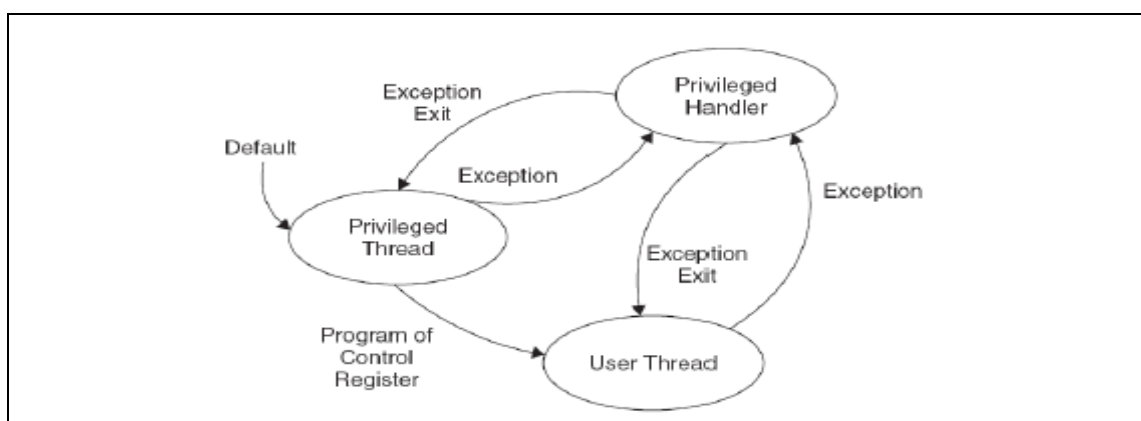 Privileged
Handler
Exception
Exit
Default
Exception
Exception
Privileged
Thread
Exception
Exit
Program of
Control
Register
User Thread